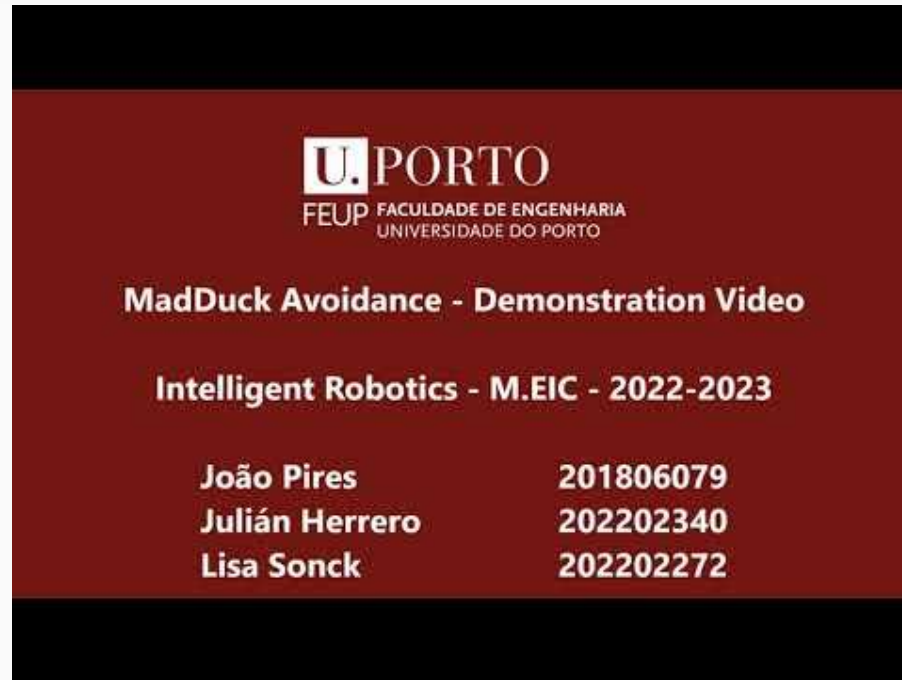 U. PORTO
FEUP FACULDADE DE ENGENHARIA
UNIVERSIDADE DO PORTO
MadDuck Avoidance - Demonstration Video
Intelligent Robotics - M.EIC - 2022-2023
João Pires 201806079
Julián Herrero 202202340
Lisa Sonck 202202272